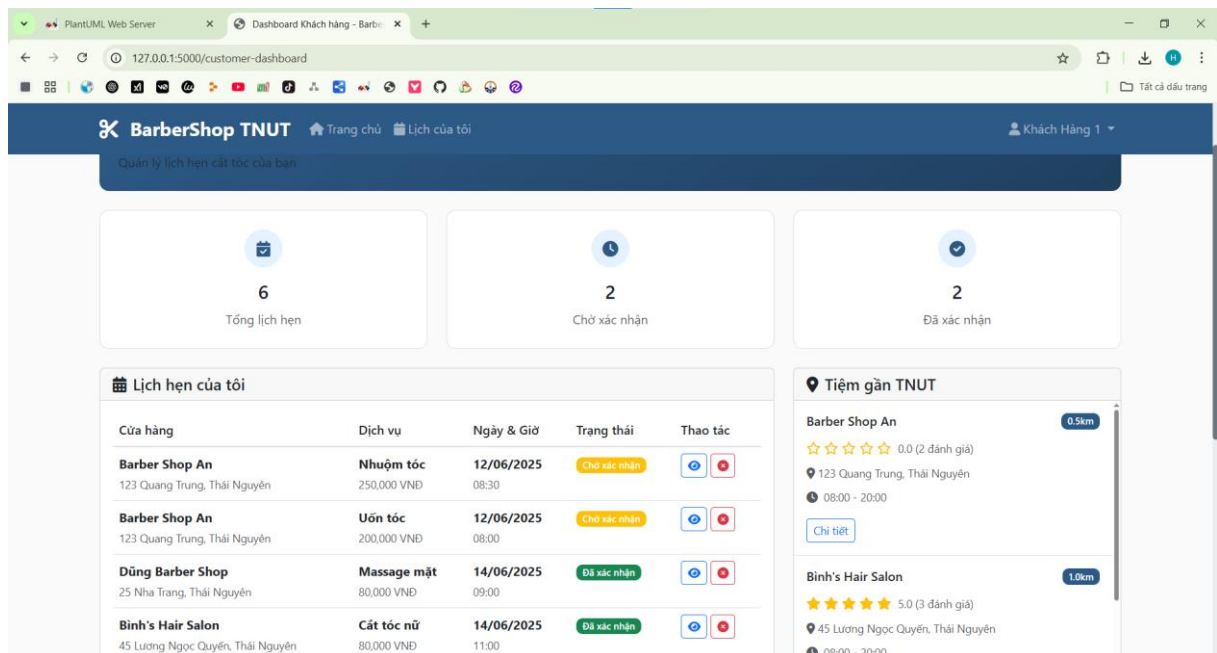 PlantUML Web Server
Dashboard Khách hàng - Barbe
127.0.0.1:5000/customer-dashboard
H
Tất cả dấu trang
BarberShop TNUT Trang chủ Lịch của tôi Khách Hàng 1
Quản lý lịch hẹn cắt tóc của bạn
6
Tổng lịch hẹn
2
Chờ xác nhận
2
Đã xác nhận
Lịch hẹn của tôi
Cửa hàng Dịch vụ Ngày & Giờ Trạng thái Thao tác
Barber Shop An Nhuộm tóc 12/06/2025 Chờ xác nhận
123 Quang Trung, Thái Nguyên 250,000 VNĐ 08:30
Barber Shop An Uốn tóc 12/06/2025 Chờ xác nhận
123 Quang Trung, Thái Nguyên 200,000 VNĐ 08:00
Dũng Barber Shop Massage mặt 14/06/2025 Đã xác nhận
25 Nha Trang, Thái Nguyên 80,000 VNĐ 09:00
Bình's Hair Salon Cắt tóc nữ 14/06/2025 Đã xác nhận
45 Lương Ngọc Quyến, Thái Nguyên 80,000 VNĐ 11:00
Tiệm gần TNUT
Barber Shop An 0.5km
0.0 (2 đánh giá)
123 Quang Trung, Thái Nguyên
08:00 - 20:00
Chi tiết
Bình's Hair Salon 1.0km
5.0 (3 đánh giá)
45 Lương Ngọc Quyến, Thái Nguyên
08:00 - 20:00